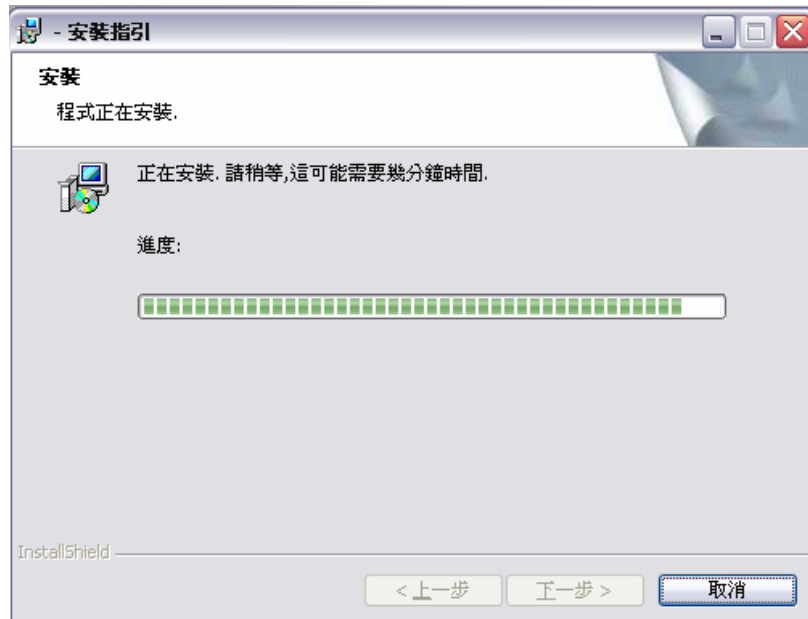 - 安裝指引
安裝
程式正在安裝.
正在安裝. 請稍等,這可能需要幾分鐘時間.
進度:
InstallShield
< 上一步
下一步 >
取消